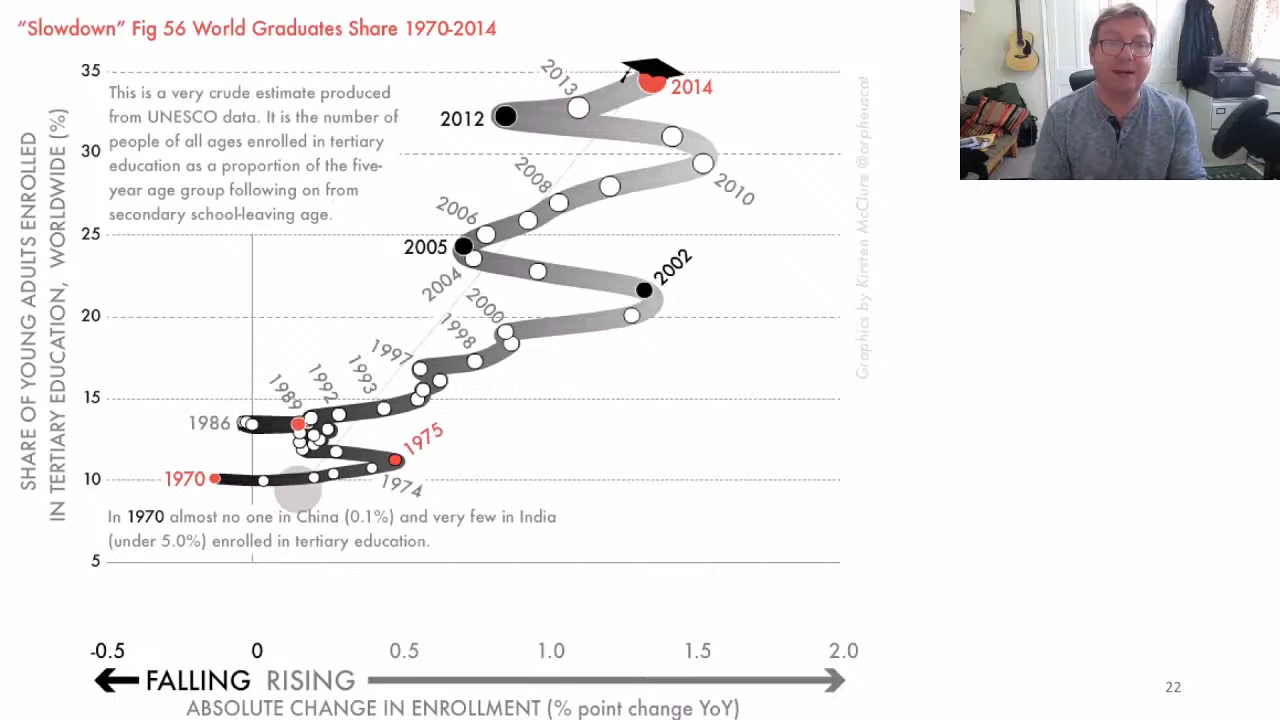 “Slowdown” Fig 56 World Graduates Share 1970-2014
SHARE OF YOUNG ADULTS ENROLLED
IN TERTIARY EDUCATION, WORLDWIDE (%)
35
30
25
20
15
10
5
This is a very crude estimate produced
from UNESCO data. It is the number of
people of all ages enrolled in tertiary
education as a proportion of the five-
year age group following on from
secondary school-leaving age.
2013
2014
2012
2010
2008
2006
2005
2004
2002
2000
1998
1997
1993
1992
1989
1986
1975
1974
1970
In 1970 almost no one in China (0.1%) and very few in India
(under 5.0%) enrolled in tertiary education.
Graphics by Kirsten McClure @orpheuscat
-0.5 0 0.5 1.0 1.5 2.0
FALLING RISING
ABSOLUTE CHANGE IN ENROLLMENT (% point change YoY)
22